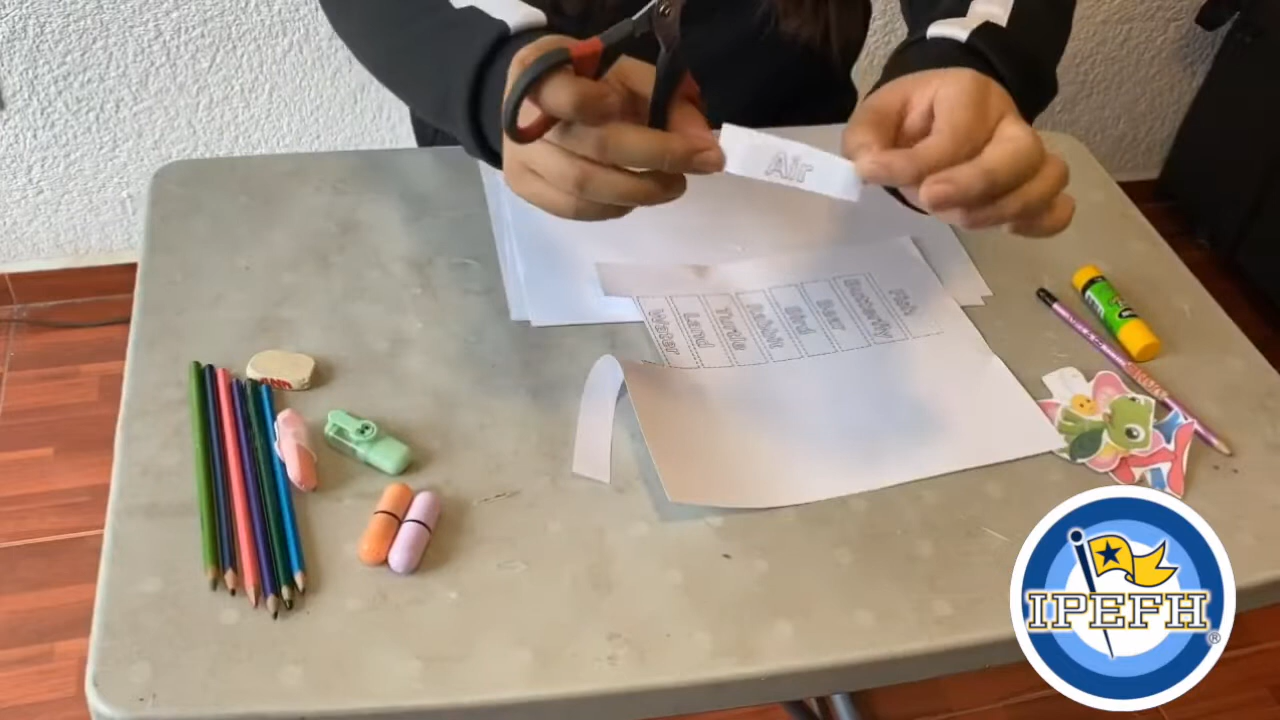 Air
Water
Land
Turtle
Rabbit
Bird
Bear
Butterfly
Fish
IPEFH
®